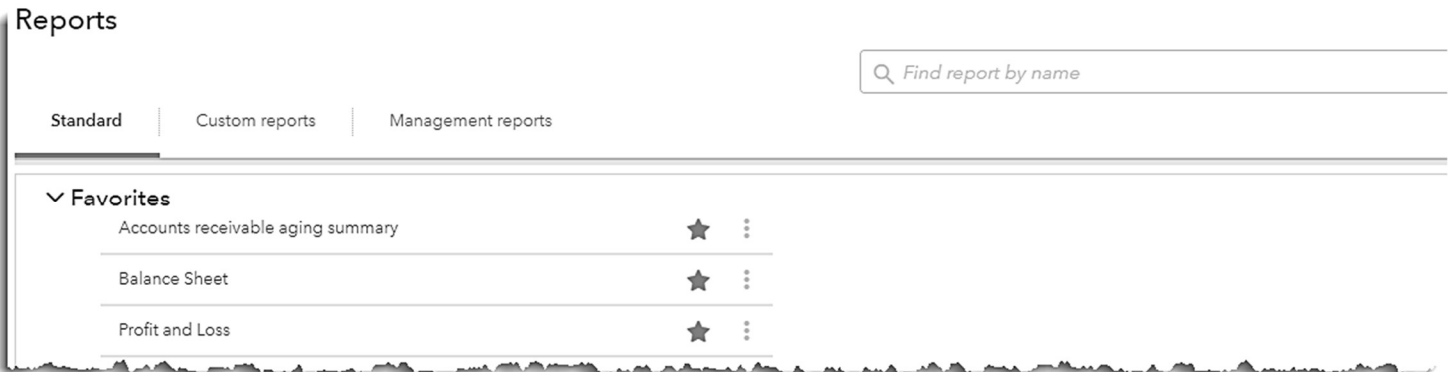 Reports
Find report by name
Standard
Custom reports
Management reports
Favorites
Accounts receivable aging summary
Balance Sheet
Profit and Loss